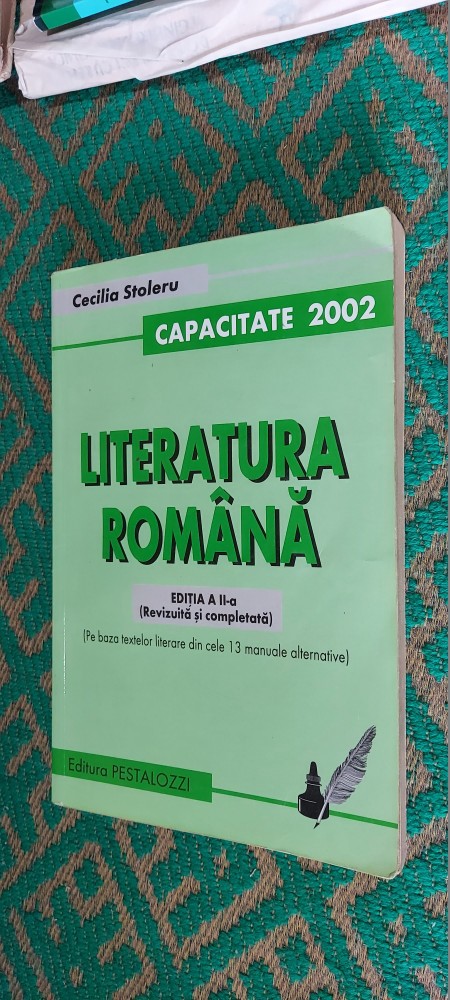 Cecilia Stoleru
CAPACITATE 2002
LITERATURA
ROMÂNĂ
EDIȚIA A II-a
(Revizuită și completată)
(Pe baza textelor literare din cele 13 manuale alternative)
Editura PESTALOZZI